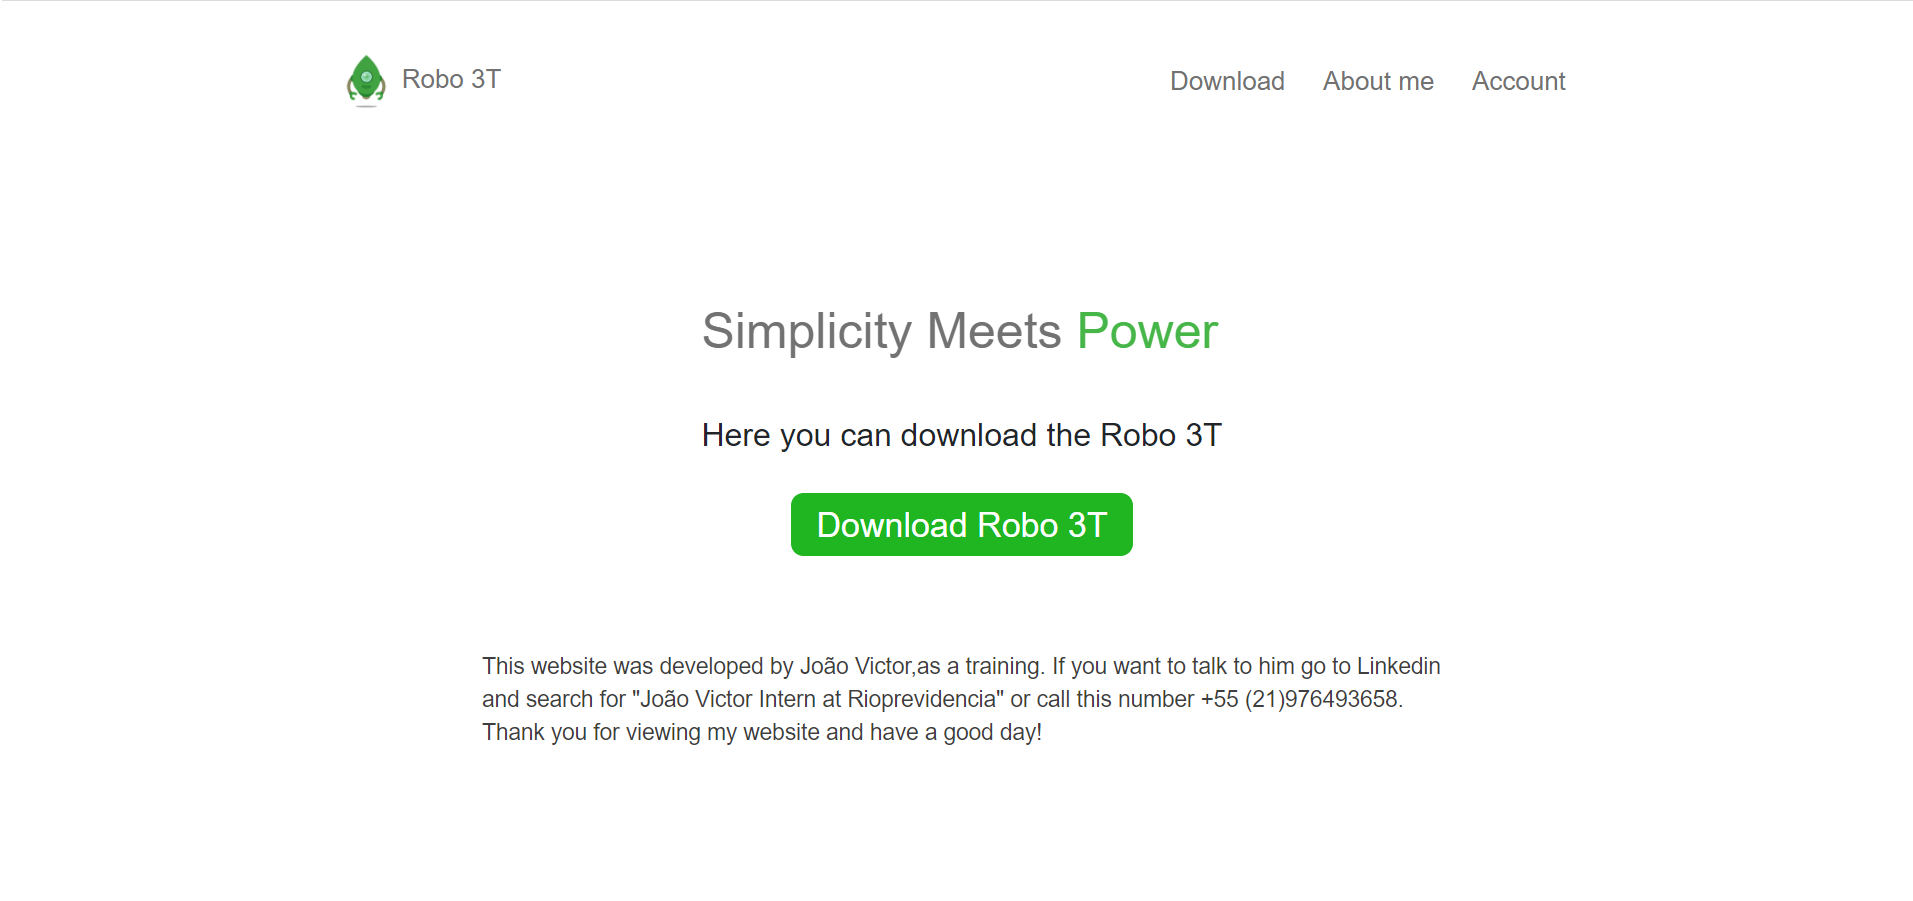 Robo 3T
Download
About me
Account
Simplicity Meets Power
Here you can download the Robo 3T
Download Robo 3T
This website was developed by João Victor,as a training. If you want to talk to him go to Linkedin
and search for "João Victor Intern at Rioprevidencia" or call this number +55 (21)976493658.
Thank you for viewing my website and have a good day!